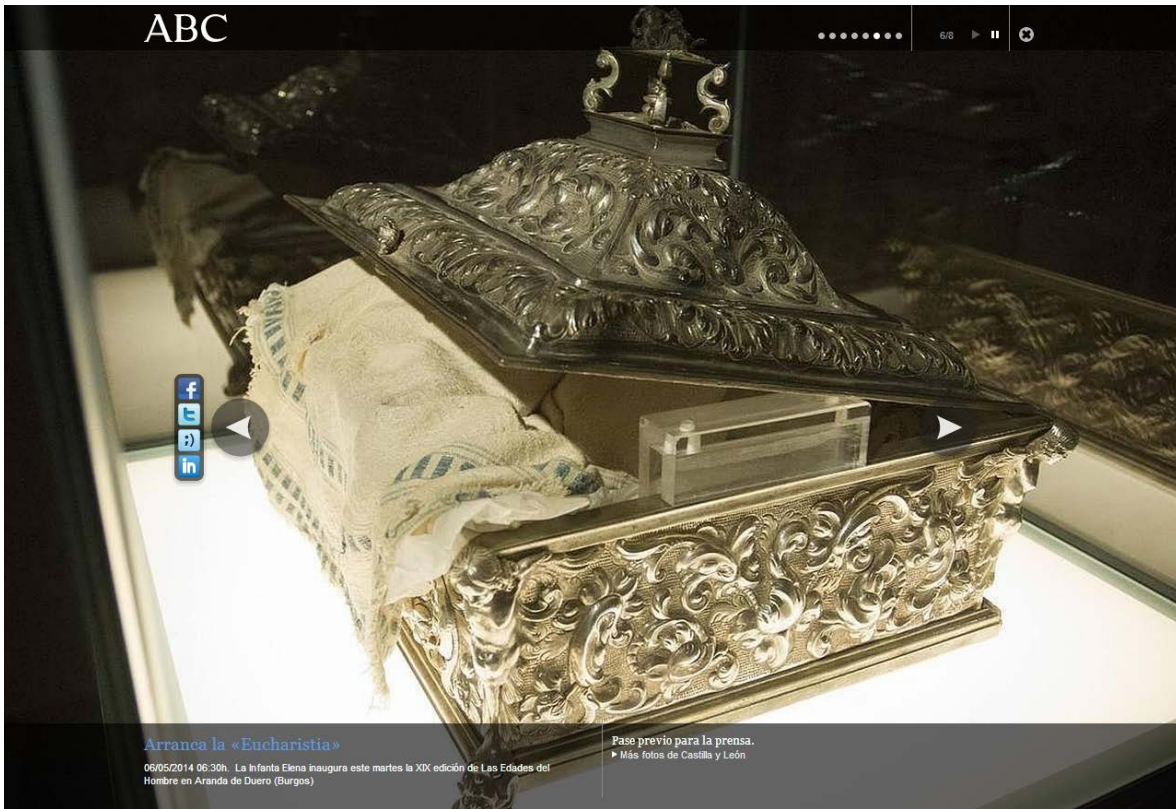 ABC
6/8
Arranca la «Eucharistia»
06/05/2014 06:30h. La Infanta Elena inaugura este martes la XIX edición de Las Edades del
Hombre en Aranda de Duero (Burgos)
Pase previo para la prensa.
Más fotos de Castilla y León
f
t
;)
in